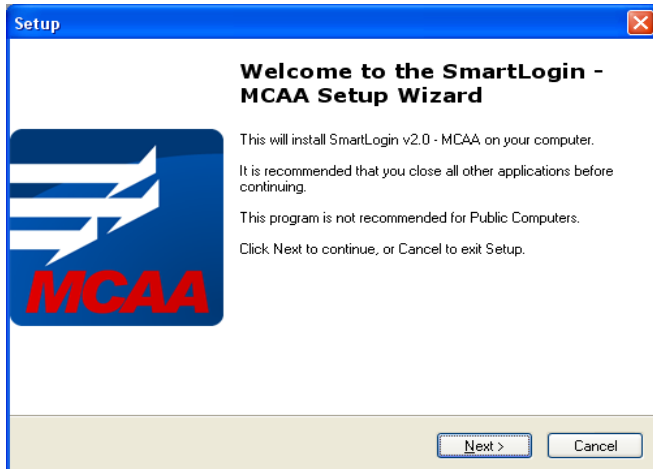 Setup
Welcome to the SmartLogin -
MCAA Setup Wizard
This will install SmartLogin v2.0 - MCAA on your computer.
It is recommended that you close all other applications before
continuing.
This program is not recommended for Public Computers.
Click Next to continue, or Cancel to exit Setup.
MCAA
Next >
Cancel